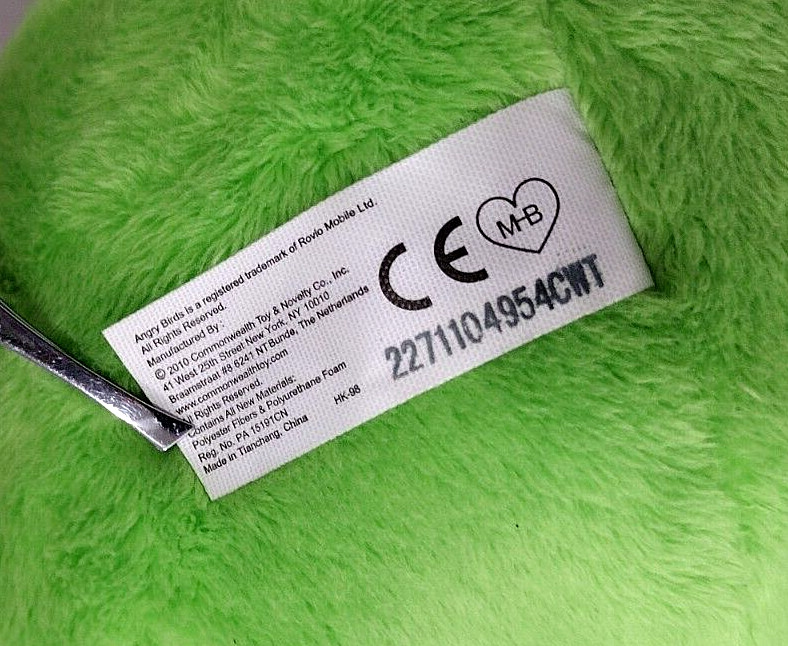 Angry Birds is a registered trademark of Rovio Mobile Ltd.
All Rights Reserved.
Manufactured By :
© 2010 Commonwealth Toy & Novelty Co., Inc.
41 West 25th Street New York, NY 10010
Braamstraat #8 6241 NT Bunde, The Netherlands
www.commonwealthtoy.com
All Rights Reserved.
Contains All New Materials:
Polyester Fibers & Polyurethane Foam
Reg. No. PA 15191CN HK-98
Made in Tianchang, China
CE
M-B
2271104954CWT